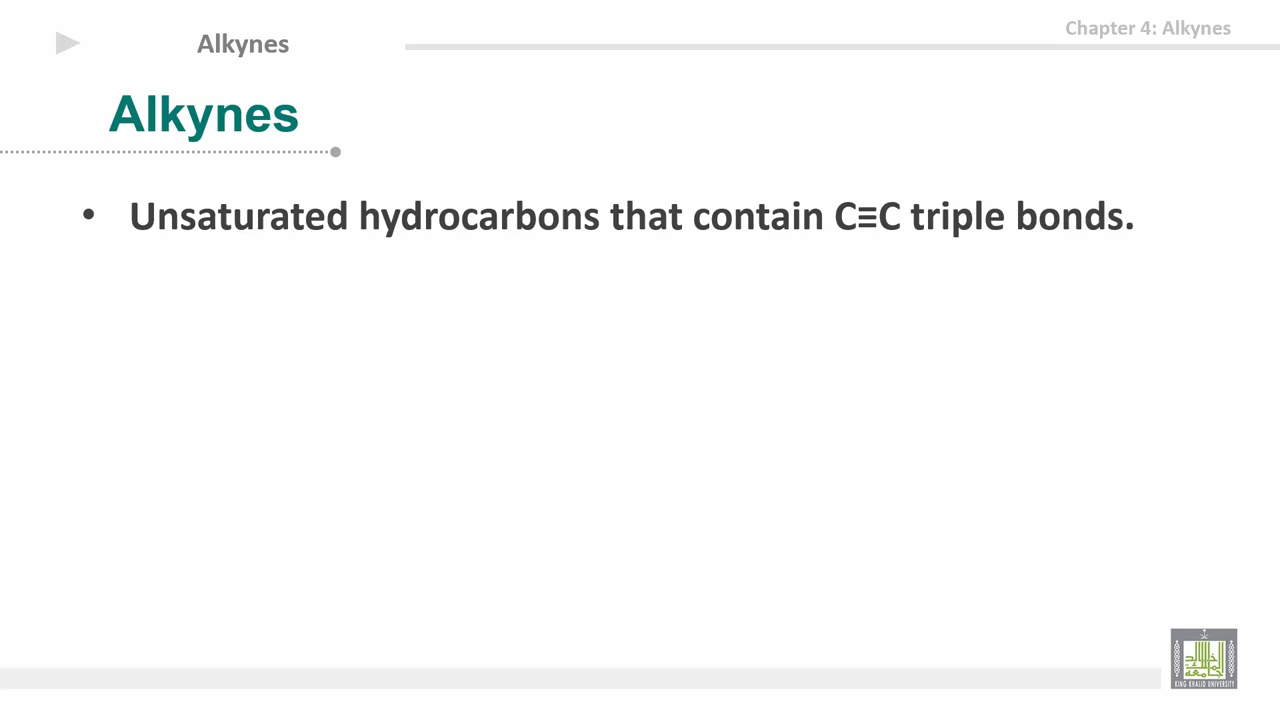 Alkynes
Chapter 4: Alkynes
Alkynes
• Unsaturated hydrocarbons that contain C≡C triple bonds.
KING KHALID UNIVERSITY